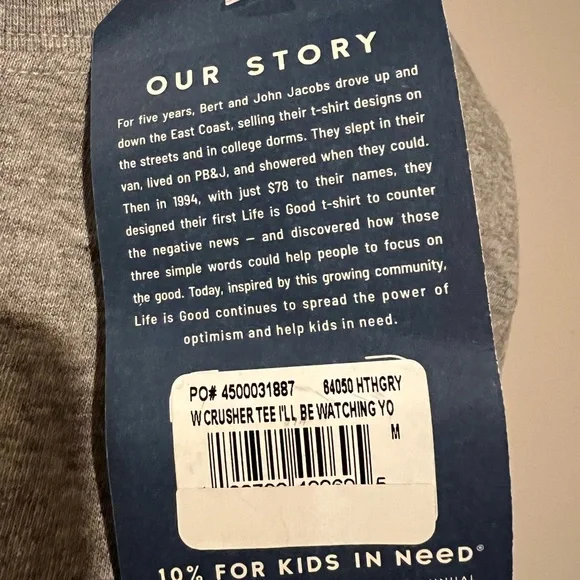 OUR STORY
For five years, Bert and John Jacobs drove up and
down the East Coast, selling their t-shirt designs on
the streets and in college dorms. They slept in their
van, lived on PB&J, and showered when they could.
Then in 1994, with just $78 to their names, they
designed their first Life is Good t-shirt to counter
the negative news — and discovered how those
three simple words could help people to focus on
the good. Today, inspired by this growing community,
Life is Good continues to spread the power of
optimism and help kids in need.
PO# 4500031887 64050 HTHGRY
W CRUSHER TEE I'LL BE WATCHING YO
M
10% FOR KIDS IN NeeD®